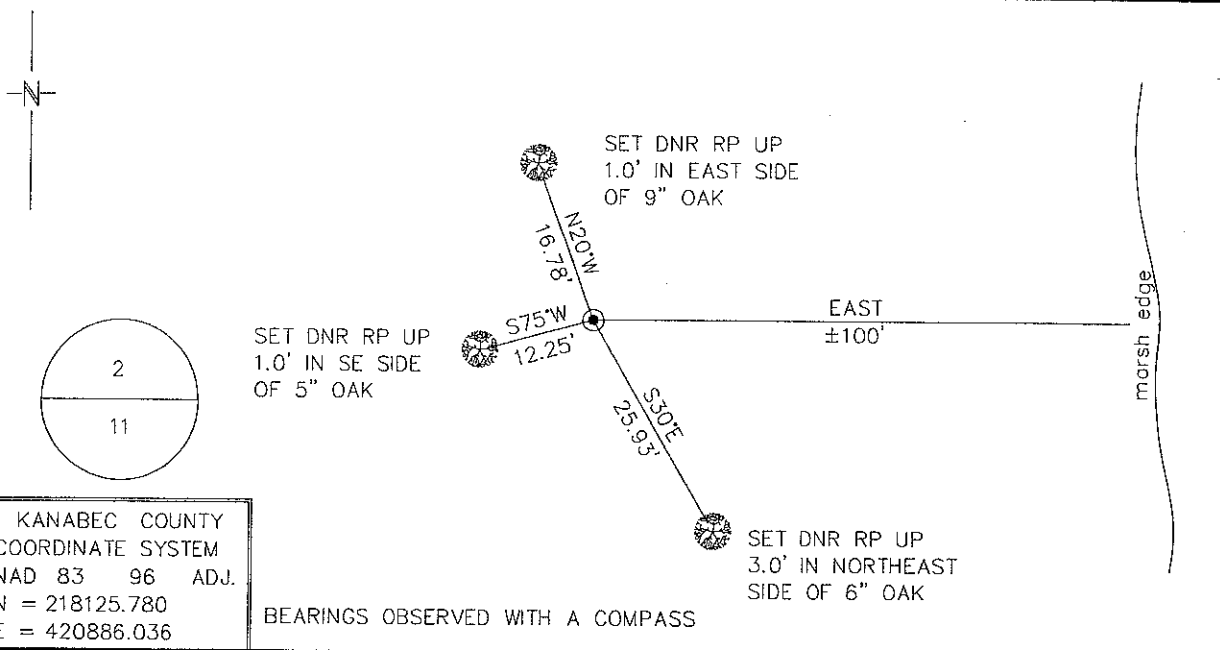 N
SET DNR RP UP
1.0' IN EAST SIDE
OF 9" OAK
N20°W
16.78'
EAST
±100'
marsh edge
S75°W
12.25'
SET DNR RP UP
1.0' IN SE SIDE
OF 5" OAK
2
11
S30°E
25.93'
SET DNR RP UP
3.0' IN NORTHEAST
SIDE OF 6" OAK
KANABEC COUNTY
COORDINATE SYSTEM
NAD 83 96 ADJ.
N = 218125.780
E = 420886.036
BEARINGS OBSERVED WITH A COMPASS